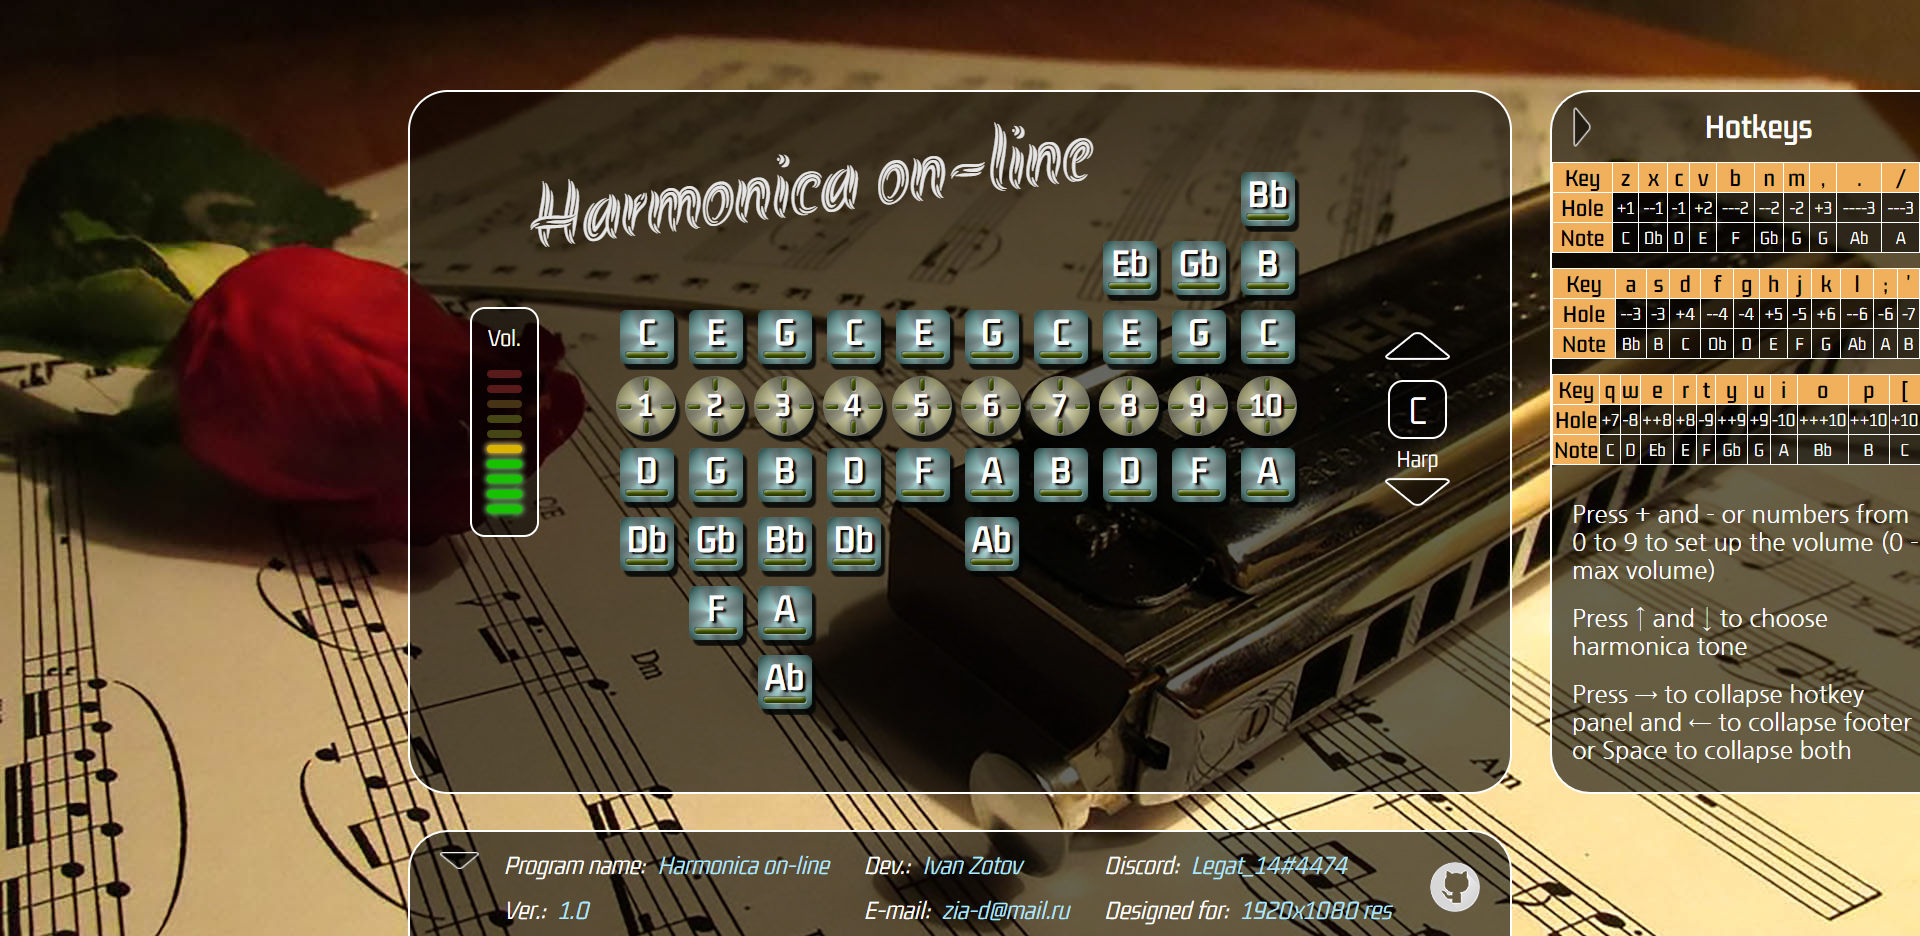 Harmonica on-line
Vol.
Bb
Eb Gb B
C E G C E G C E G C
1 2 3 4 5 6 7 8 9 10
D G B D F A B D F A
Db Gb Bb Db Ab
F A
Ab
C
Harp
Hotkeys
Key z x c v b n m , . /
Hole +1 --1 -1 +2 ---2 --2 -2 +3 ----3 ---3
Note C Db D E F Gb G G Ab A
Key a s d f g h j k l ; '
Hole --3 -3 +4 --4 -4 +5 -5 +6 --6 -6 -7
Note Bb B C Db D E F G Ab A B
Key q w e r t y u i o p [
Hole +7 -8 ++8 +8 -9 ++9 +9 -10 +++10 ++10 +10
Note C D Eb E F Gb G A Bb B C
Press + and - or numbers from
0 to 9 to set up the volume (0 -
max volume)
Press ↑ and ↓ to choose
harmonica tone
Press → to collapse hotkey
panel and ← to collapse footer
or Space to collapse both
Dm
Am
Program name: Harmonica on-line Dev.: Ivan Zotov Discord: Legat_14#4474
Ver.: 1.0 E-mail: zia-d@mail.ru Designed for: 1920x1080 res